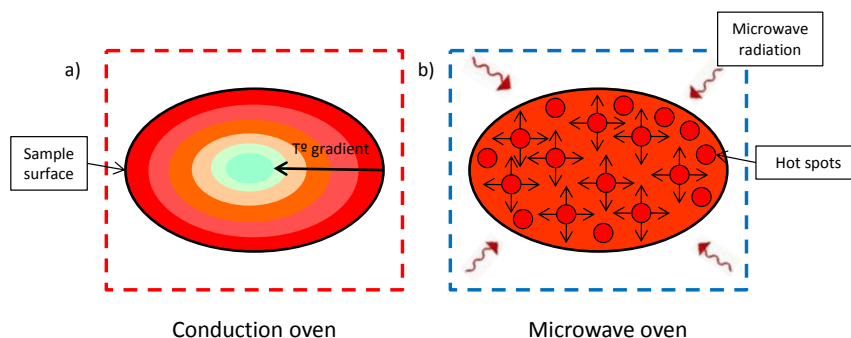 a)
Sample
surface
Tº gradient
Conduction oven
b)
Microwave
radiation
Hot spots
Microwave oven